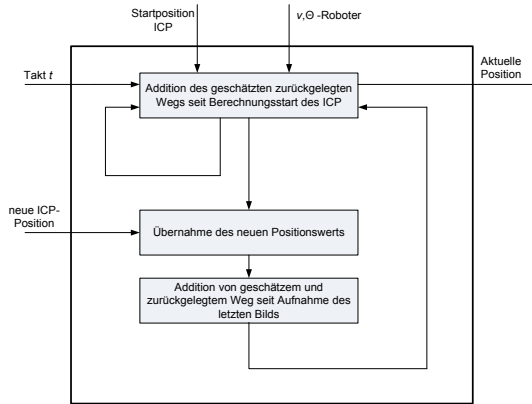 Startposition
ICP
v,Θ -Roboter
Aktuelle
Position
Takt t
Addition des geschätzten zurückgelegten
Wegs seit Berechnungsstart des ICP
neue ICP-
Position
Übernahme des neuen Positionswerts
Addition von geschätzem und
zurückgelegtem Weg seit Aufnahme des
letzten Bilds